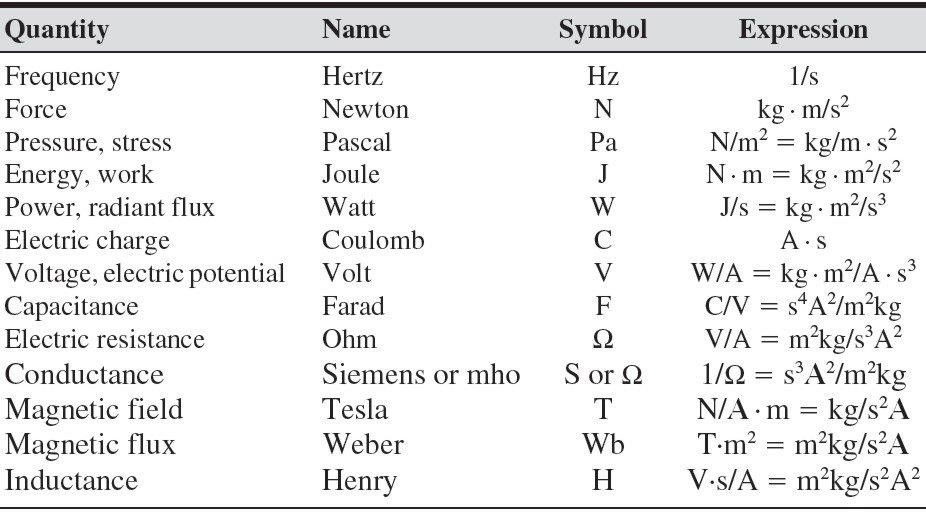 Quantity Name Symbol Expression
Frequency Hertz Hz 1/s
Force Newton N kg · m/s²
Pressure, stress Pascal Pa N/m² = kg/m · s²
Energy, work Joule J N · m = kg · m²/s²
Power, radiant flux Watt W J/s = kg · m²/s³
Electric charge Coulomb C A · s
Voltage, electric potential Volt V W/A = kg · m²/A · s³
Capacitance Farad F C/V = s⁴A²/m²kg
Electric resistance Ohm Ω V/A = m²kg/s³A²
Conductance Siemens or mho S or Ω 1/Ω = s³A²/m²kg
Magnetic field Tesla T N/A · m = kg/s²A
Magnetic flux Weber Wb T·m² = m²kg/s²A
Inductance Henry H V·s/A = m²kg/s²A²